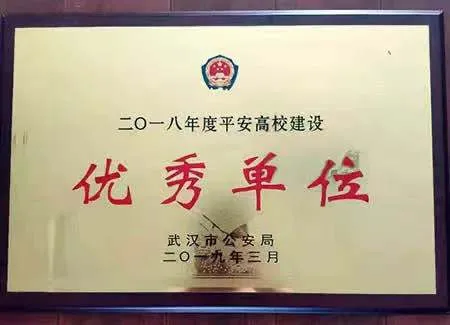 二〇一八年度平安高校建设
优秀单位
武汉市公安局
二〇一九年三月